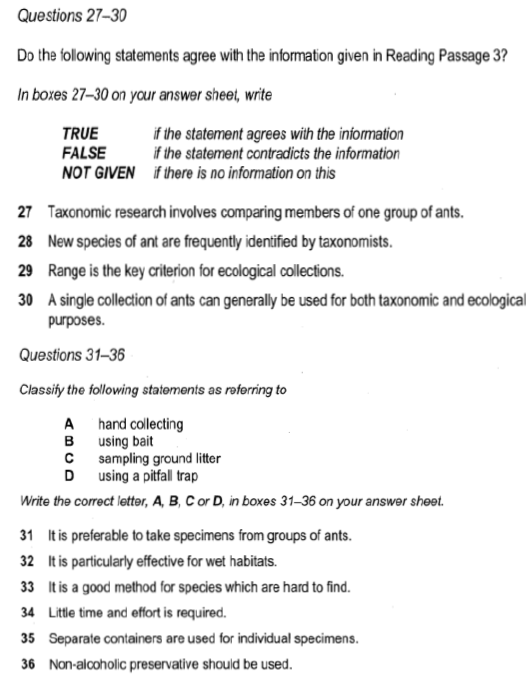 Questions 27–30
Do the following statements agree with the information given in Reading Passage 3?
In boxes 27–30 on your answer sheet, write
TRUE if the statement agrees with the information
FALSE if the statement contradicts the information
NOT GIVEN if there is no information on this
27 Taxonomic research involves comparing members of one group of ants.
28 New species of ant are frequently identified by taxonomists.
29 Range is the key criterion for ecological collections.
30 A single collection of ants can generally be used for both taxonomic and ecological
purposes.
Questions 31–36
Classify the following statements as referring to
A hand collecting
B using bait
C sampling ground litter
D using a pitfall trap
Write the correct letter, A, B, C or D, in boxes 31–36 on your answer sheet.
31 It is preferable to take specimens from groups of ants.
32 It is particularly effective for wet habitats.
33 It is a good method for species which are hard to find.
34 Little time and effort is required.
35 Separate containers are used for individual specimens.
36 Non-alcoholic preservative should be used.